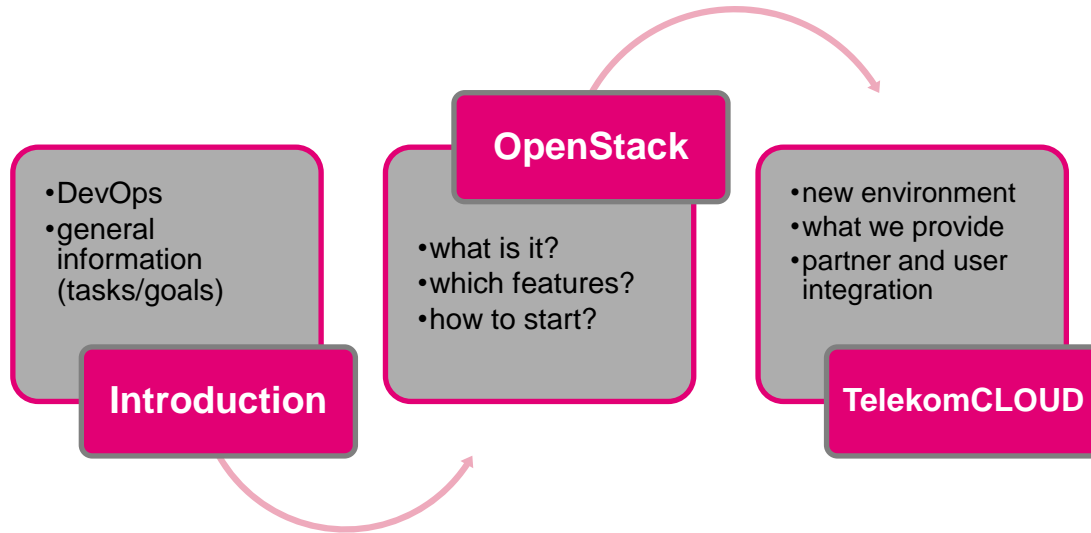 •DevOps
•general
information
(tasks/goals)
Introduction
OpenStack
•what is it?
•which features?
•how to start?
•new environment
•what we provide
•partner and user
integration
TelekomCLOUD